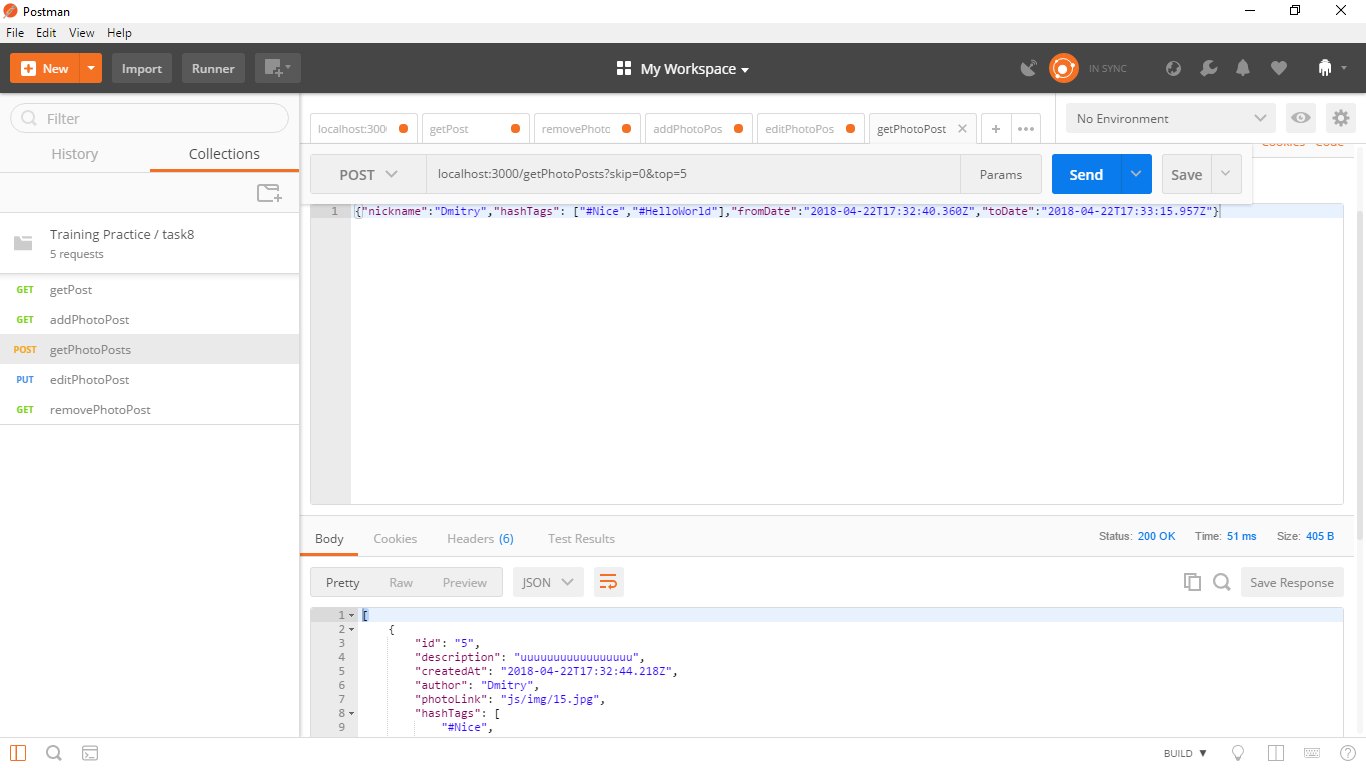 Postman
File Edit View Help
New Import Runner My Workspace IN SYNC
Filter
History Collections
Training Practice / task8
5 requests
GET getPost
GET addPhotoPost
POST getPhotoPosts
PUT editPhotoPost
GET removePhotoPost
localhost:300 getPost removePhoto addPhotoPos editPhotoPos getPhotoPost
No Environment
Cookies Code
POST localhost:3000/getPhotoPosts?skip=0&top=5 Params Send Save
1 {"nickname":"Dmitry","hashTags": ["#Nice","#HelloWorld"],"fromDate":"2018-04-22T17:32:40.360Z","toDate":"2018-04-22T17:33:15.957Z"}
Body Cookies Headers (6) Test Results Status: 200 OK Time: 51 ms Size: 405 B
Pretty Raw Preview JSON Save Response
1 [
2 {
3 "id": "5",
4 "description": "uuuuuuuuuuuuuuuuu",
5 "createdAt": "2018-04-22T17:32:44.218Z",
6 "author": "Dmitry",
7 "photoLink": "js/img/15.jpg",
8 "hashTags": [
9 "#Nice",
BUILD